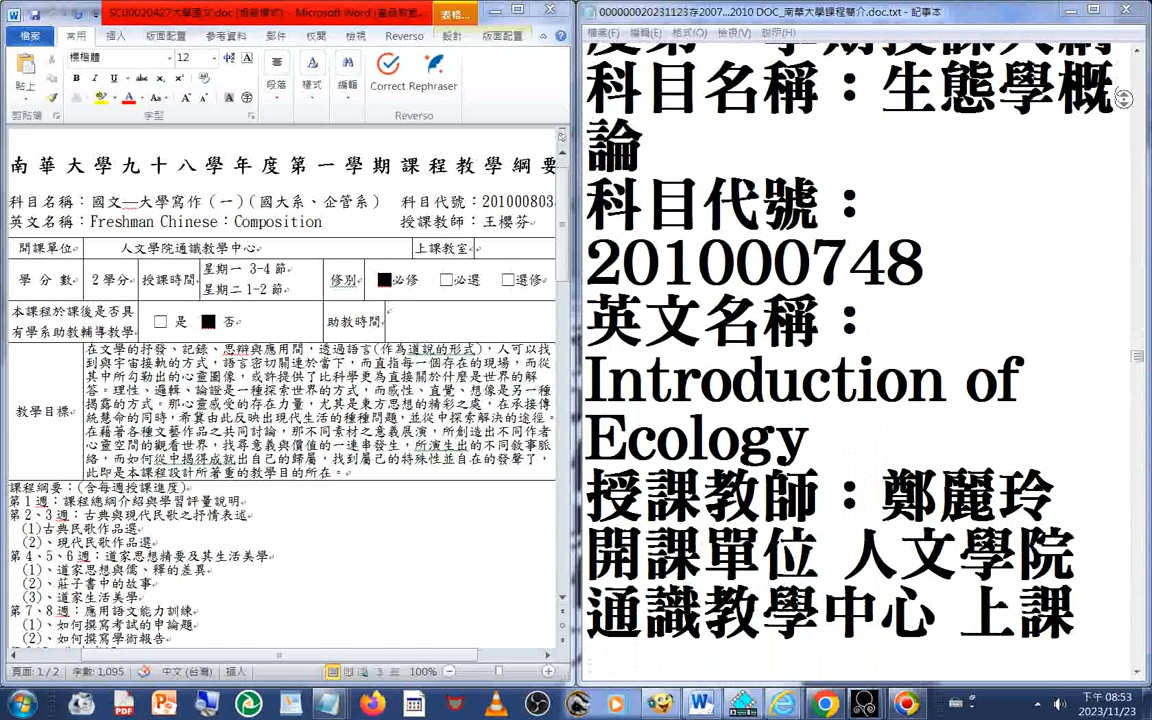 SC00020427大學國文.doc [相容模式] - Microsoft Word (產品啟動...
表格...
檔案 常用 插入 版面配置 參考資料 郵件 校閱 檢視 Reverso 設計 版面配置
標楷體 12
貼上 段落 樣式 編輯 Correct Rephraser
剪貼簿 字型 Reverso
南華大學九十八學年度第一學期課程教學綱要
科目名稱：國文—大學寫作(一)(國大系、企管系) 科目代號：201000803
英文名稱：Freshman Chinese：Composition 授課教師：王櫻芬
開課單位 人文學院通識教學中心 上課教室
學 分 數 2學分 授課時間 星期一 3-4 節 修別 ■必修 □必選 □選修
星期二 1-2 節
本課程於課後是否具 □ 是 ■ 否 助教時間
有學系助教輔導教學
在文學的抒發、記錄、思辯與應用間，透過語言(作為道說的形式)，人可以找
到與宇宙接軌的方式，語言密切關連於當下，而直指每一個存在的現場，而從
其中所勾勒出的心靈圖像，或許提供了比科學更為直接關於什麼是世界的解
答。理性、邏輯、論證是一種探索世界的方式，而感性、直覺、想像是另一種
教學目標
揭露的方式。那心靈感受的存在力量，尤其是東方思想的精彩之處，在承接傳
統慧命的同時，希冀由此反映出現代生活的種種問題，並從中探索解決的途徑。
在藉著各種文藝作品之共同討論，那不同素材之意義展演，所創造出不同作者
心靈空間的觀看世界，找尋意義與價值的一連串發生，所演生出的不同敘事脈
絡，而如何從中揭得成就出自己的歸屬，找到屬己的特殊性並自在的發聲了，
此即是本課程設計所著重的教學目的所在。
課程綱要：(含每週授課進度)
第1週：課程總綱介紹與學習評量說明
第2、3週：古典與現代民歌之抒情表述
(1)古典民歌作品選
(2)、現代民歌作品選
第4、5、6週：道家思想精要及其生活美學
(1)、道家思想與儒、釋的差異
(2)、莊子書中的故事
(3)、道家生活美學
第7、8週：應用語文能力訓練
(1)、如何撰寫考試的申論題
(2)、如何撰寫學術報告
頁面: 1/2 字數: 1,095 中文(台灣) 插入 100%
000000020231123存2007...2010 DOC_南華大學課程簡介.doc.txt - 記事本
檔案(F) 編輯(E) 格式(O) 檢視(V) 說明(H)
科目名稱：生態學概
論
科目代號：
201000748
英文名稱：
Introduction of
Ecology
授課教師：鄭麗玲
開課單位 人文學院
通識教學中心 上課
下午 08:53
2023/11/23